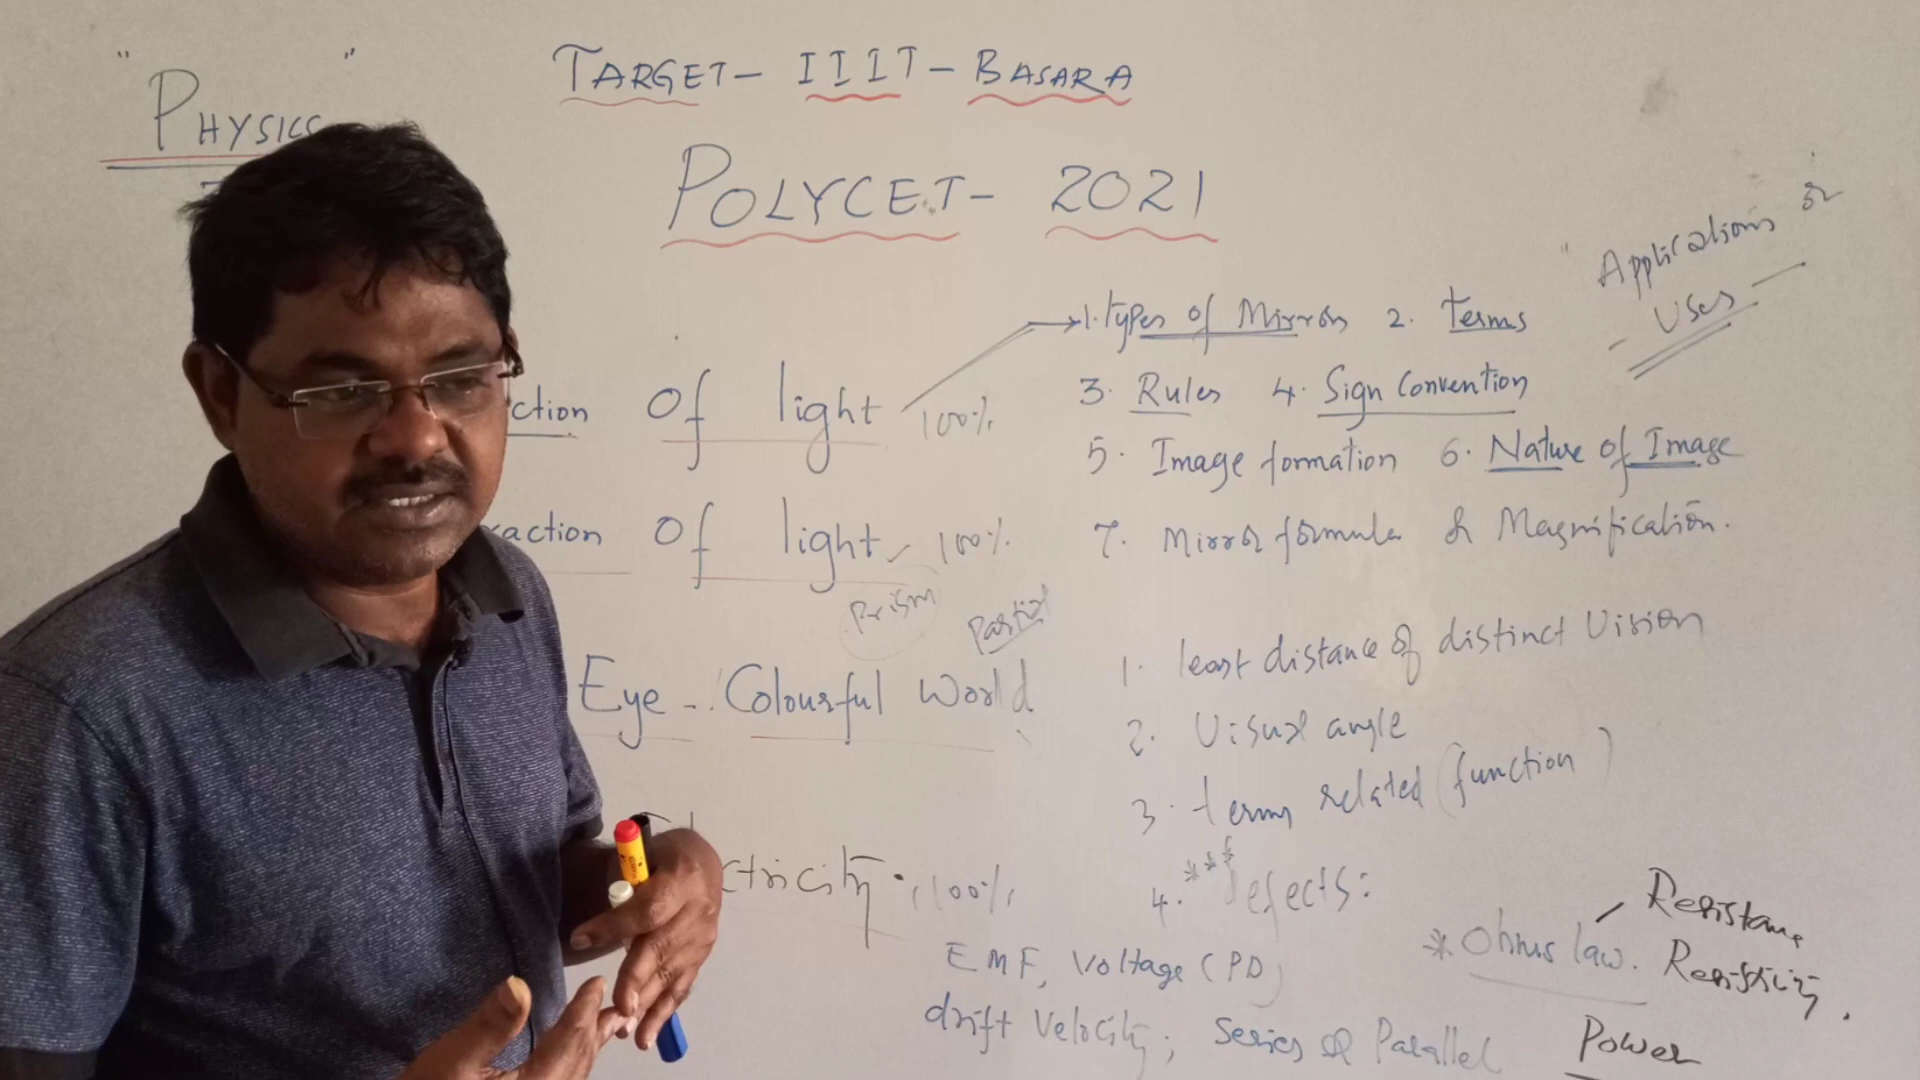 " PHYSICS "
TARGET - IIIT - BASARA
POLYCET - 2021
" Applications or
- Uses -
ction Of light 100%
→ 1. types of Mirrors 2. terms
3. Rules 4. Sign Convention
5. Image formation 6. Nature of Image
7. Mirror formula & Magnification.
action Of light 100%
Prism Partial
Eye - Colourful World
1. least distance of distinct Vision
2. Visual angle
3. terms related (function)
4. *** defects:
ctricity . 100%
EMF, Voltage (PD)
drift Velocity; Series & Parallel
* Ohms law. Resistance
Resistivity.
Power